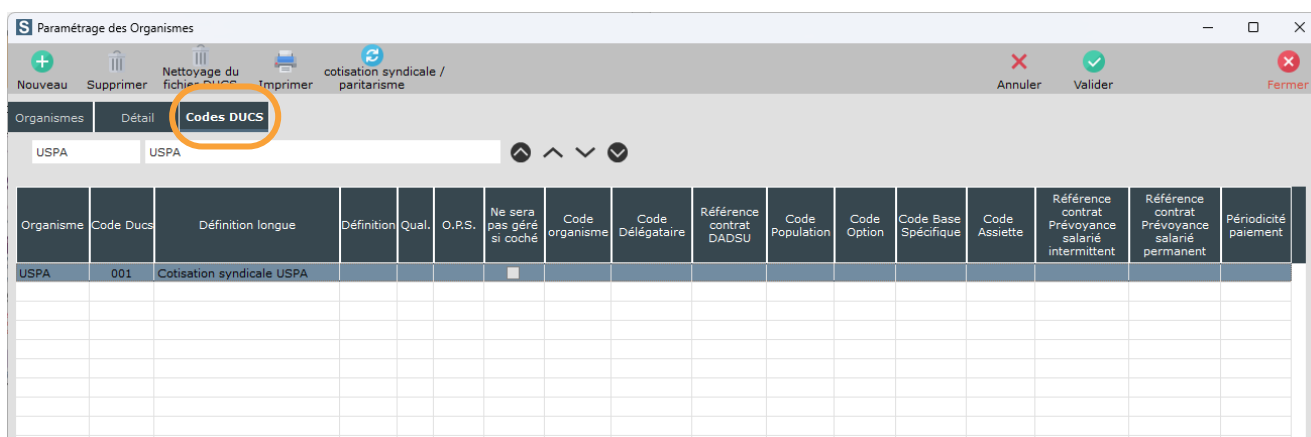 S Paramétrage des Organismes
Nouveau
Supprimer
Nettoyage du
fichier DUCS
Imprimer
cotisation syndicale /
paritarisme
Annuler
Valider
Fermer
Organismes Détail Codes DUCS
USPA USPA
Organisme
Code Ducs
Définition longue
Définition
Qual.
O.P.S.
Ne sera
pas géré
si coché
Code
organisme
Code
Délégataire
Référence
contrat
DADSU
Code
Population
Code
Option
Code Base
Spécifique
Code
Assiette
Référence
contrat
Prévoyance
salarié
intermittent
Référence
contrat
Prévoyance
salarié
permanent
Périodicité
paiement
USPA 001 Cotisation syndicale USPA